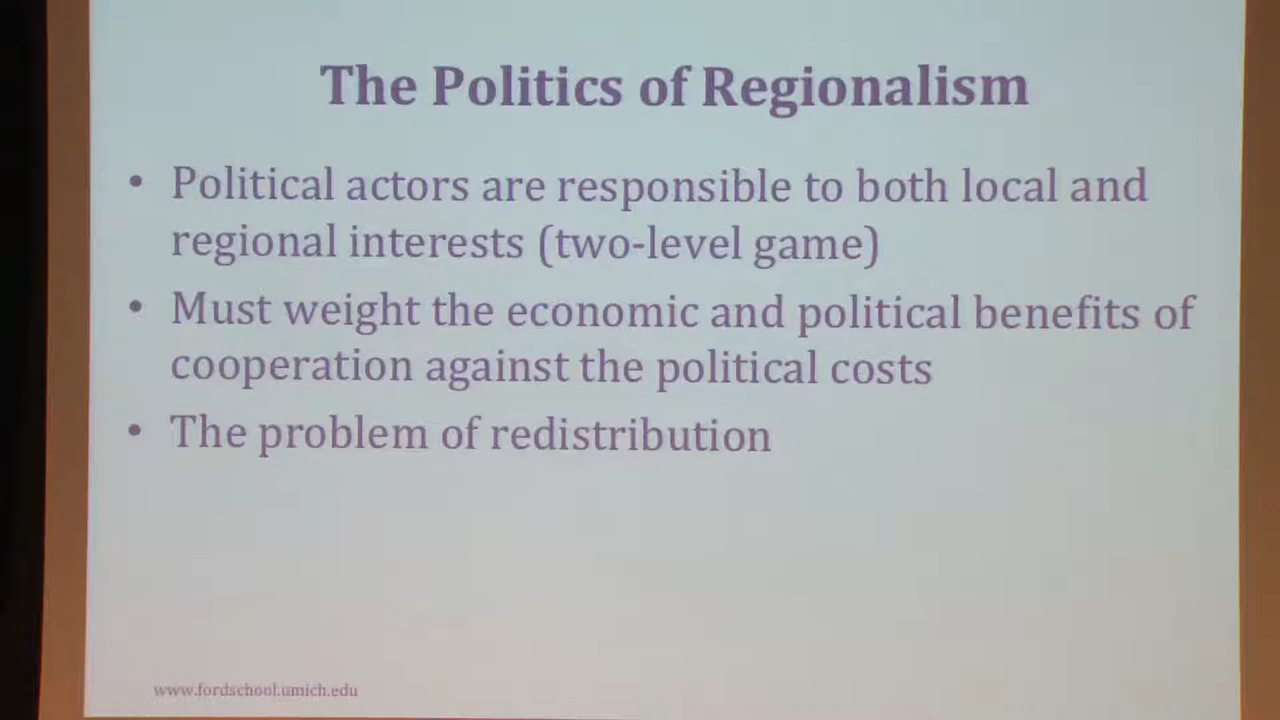 The Politics of Regionalism
• Political actors are responsible to both local and
regional interests (two-level game)
• Must weight the economic and political benefits of
cooperation against the political costs
• The problem of redistribution
www.fordschool.umich.edu